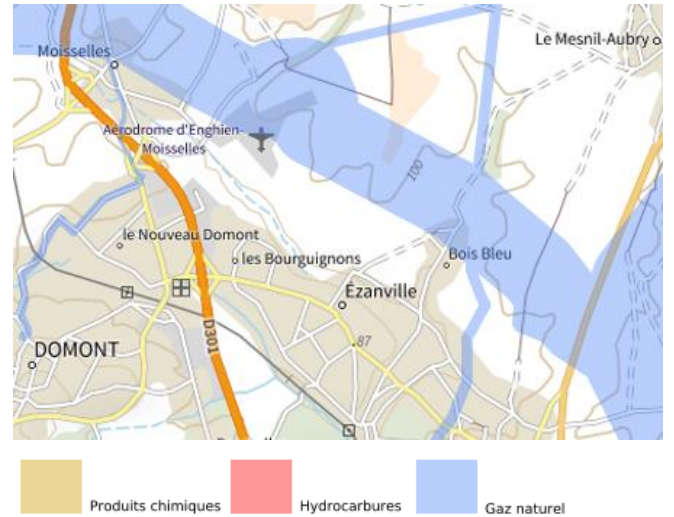 Moisselles
Le Mesnil-Aubry
Aérodrome d'Enghien-
Moisselles
100
le Nouveau Domont
les Bourguignons
Bois Bleu
Ézanville
D301
87
DOMONT
Produits chimiques
Hydrocarbures
Gaz naturel